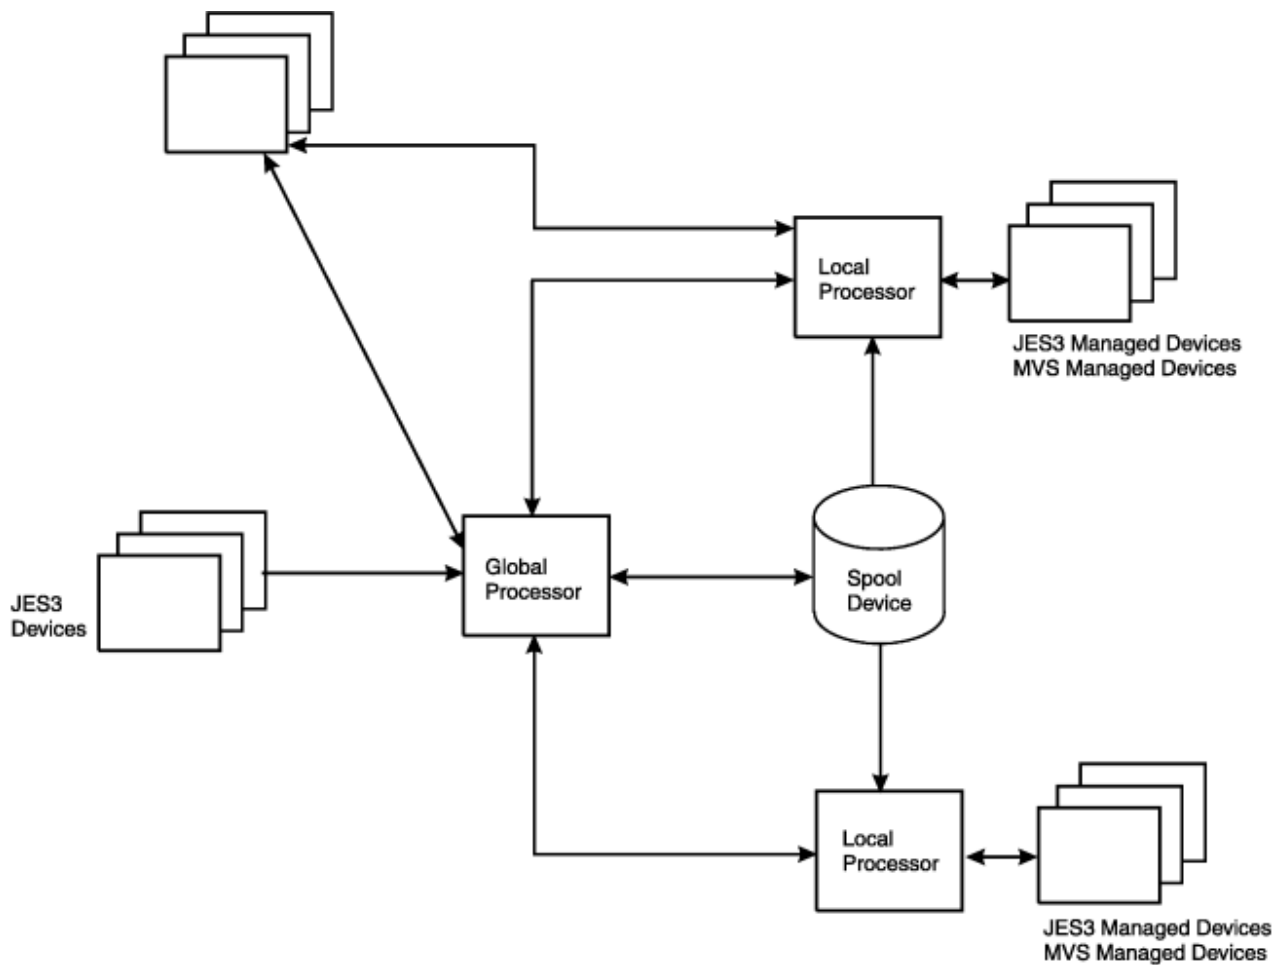 Local
Processor
JES3 Managed Devices
MVS Managed Devices
Global
Processor
Spool
Device
JES3
Devices
Local
Processor
JES3 Managed Devices
MVS Managed Devices